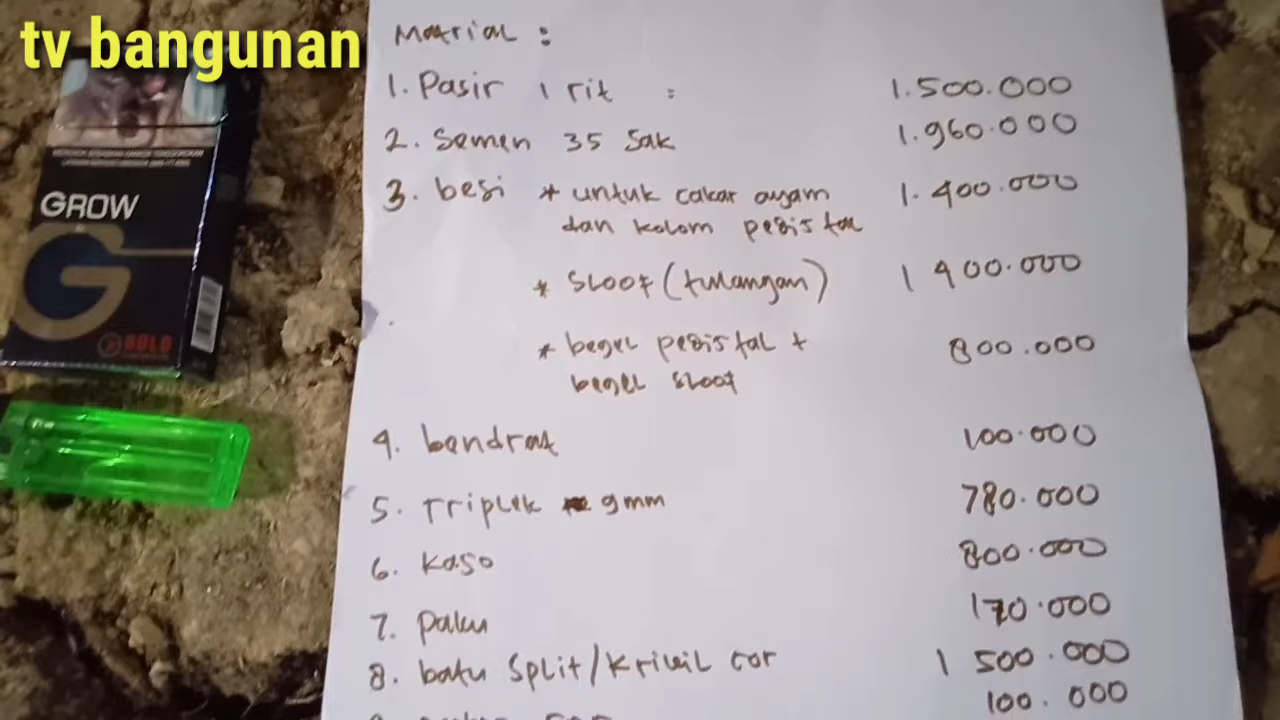 tv bangunan
Matrial :
1. Pasir 1 rit : 1.500.000
2. Semen 35 Sak 1.960.000
3. besi * untuk cakar ayam 1.400.000
dan kolom pedistal
* SLOOF (tulangan) 1 400.000
* begel pedistal + 800.000
begel sloof
4. bendrat 100.000
5. Triplek 9mm 780.000
6. Kaso 800.000
7. paku 170.000
8. batu split/krikil cor 1 500.000
100.000
GROW
G
BOLD